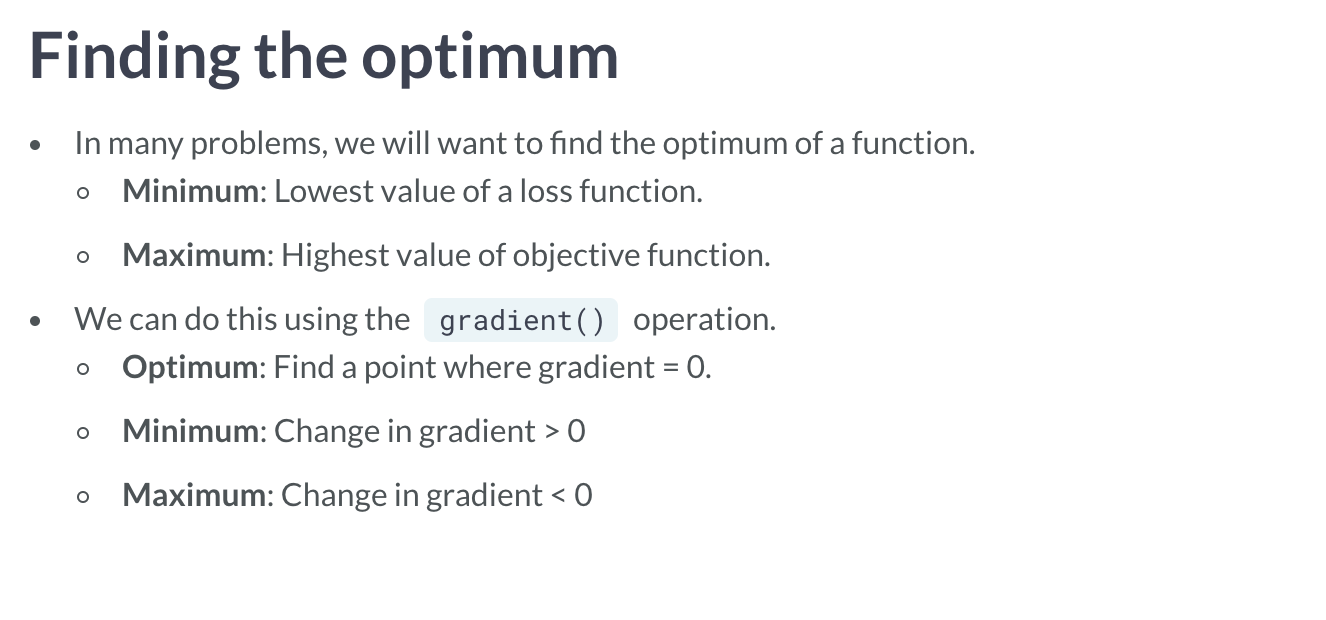 Finding the optimum
• In many problems, we will want to find the optimum of a function.
○ Minimum: Lowest value of a loss function.
○ Maximum: Highest value of objective function.
• We can do this using the gradient() operation.
○ Optimum: Find a point where gradient = 0.
○ Minimum: Change in gradient > 0
○ Maximum: Change in gradient < 0